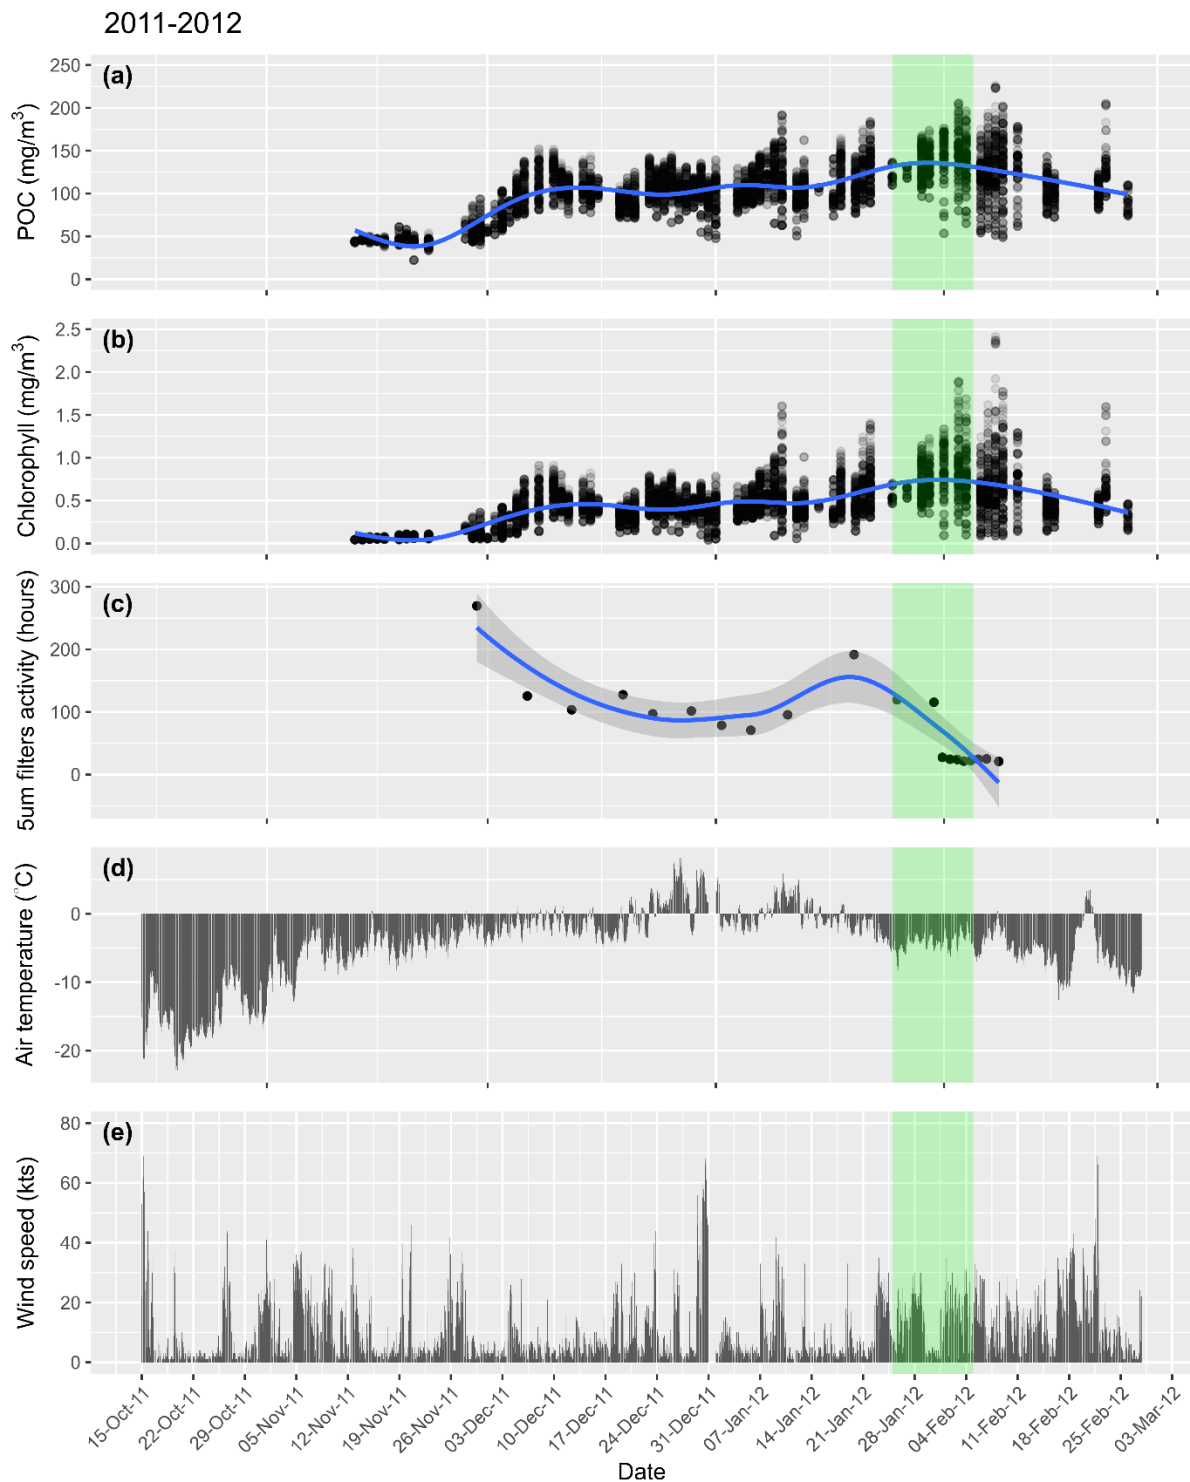 2011-2012
(a)
POC (mg/m³)
250
200
150
100
50
0
(b)
Chlorophyll (mg/m³)
2.5
2.0
1.5
1.0
0.5
0.0
(c)
5um filters activity (hours)
300
200
100
0
(d)
Air temperature (°C)
0
-10
-20
(e)
Wind speed (kts)
80
60
40
20
0
15-Oct-11
22-Oct-11
29-Oct-11
05-Nov-11
12-Nov-11
19-Nov-11
26-Nov-11
03-Dec-11
10-Dec-11
17-Dec-11
24-Dec-11
31-Dec-11
07-Jan-12
14-Jan-12
21-Jan-12
28-Jan-12
04-Feb-12
11-Feb-12
18-Feb-12
25-Feb-12
03-Mar-12
Date